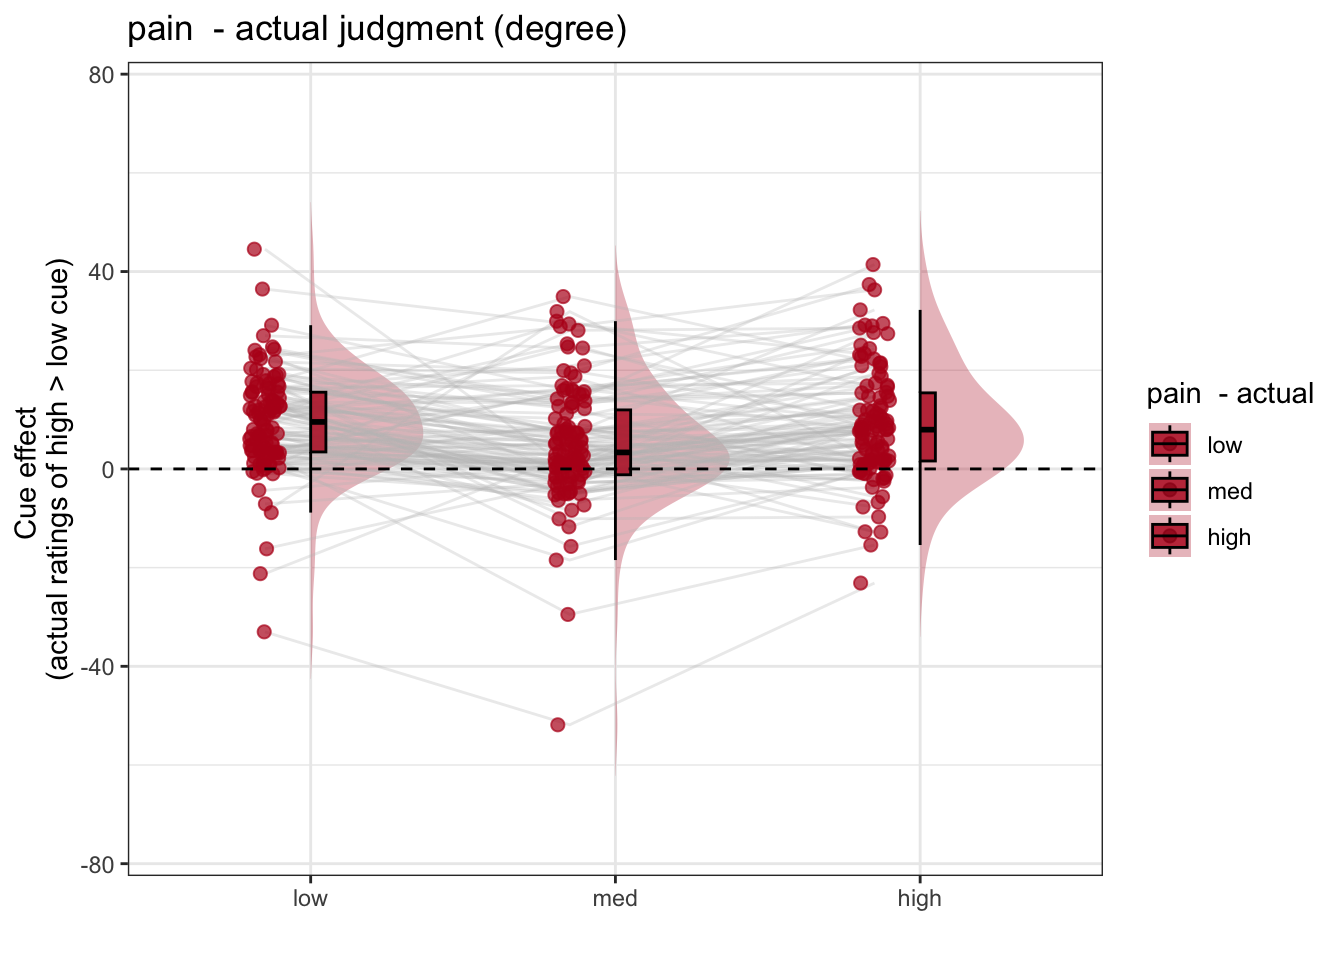 pain  - actual judgment (degree)
80
40
0
-40
-80
Cue effect
(actual ratings of high > low cue)
low
med
high
pain  - actual
low
med
high